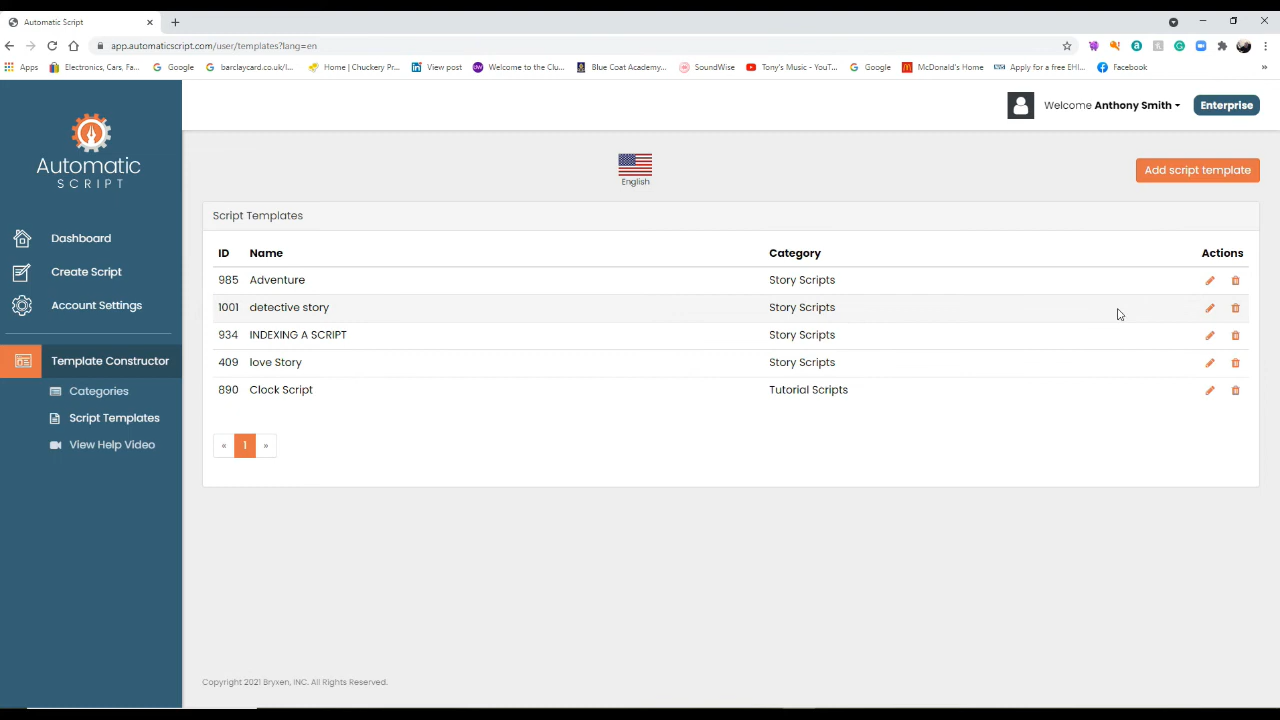 Automatic Script
app.automaticscript.com/user/templates?lang=en
Apps
Electronics, Cars, Fa...
Google
barclaycard.co.uk/l...
Home | Chuckery Pr...
View post
Welcome to the Clu...
Blue Coat Academy...
SoundWise
Tony's Music - YouT...
Google
McDonald's Home
Apply for a free EHI...
Facebook
»
Welcome Anthony Smith
Enterprise
Automatic
SCRIPT
English
Add script template
Script Templates
ID Name Category Actions
985 Adventure Story Scripts
1001 detective story Story Scripts
934 INDEXING A SCRIPT Story Scripts
409 love Story Story Scripts
890 Clock Script Tutorial Scripts
« 1 »
Dashboard
Create Script
Account Settings
Template Constructor
Categories
Script Templates
View Help Video
Copyright 2021 Bryxen, INC. All Rights Reserved.